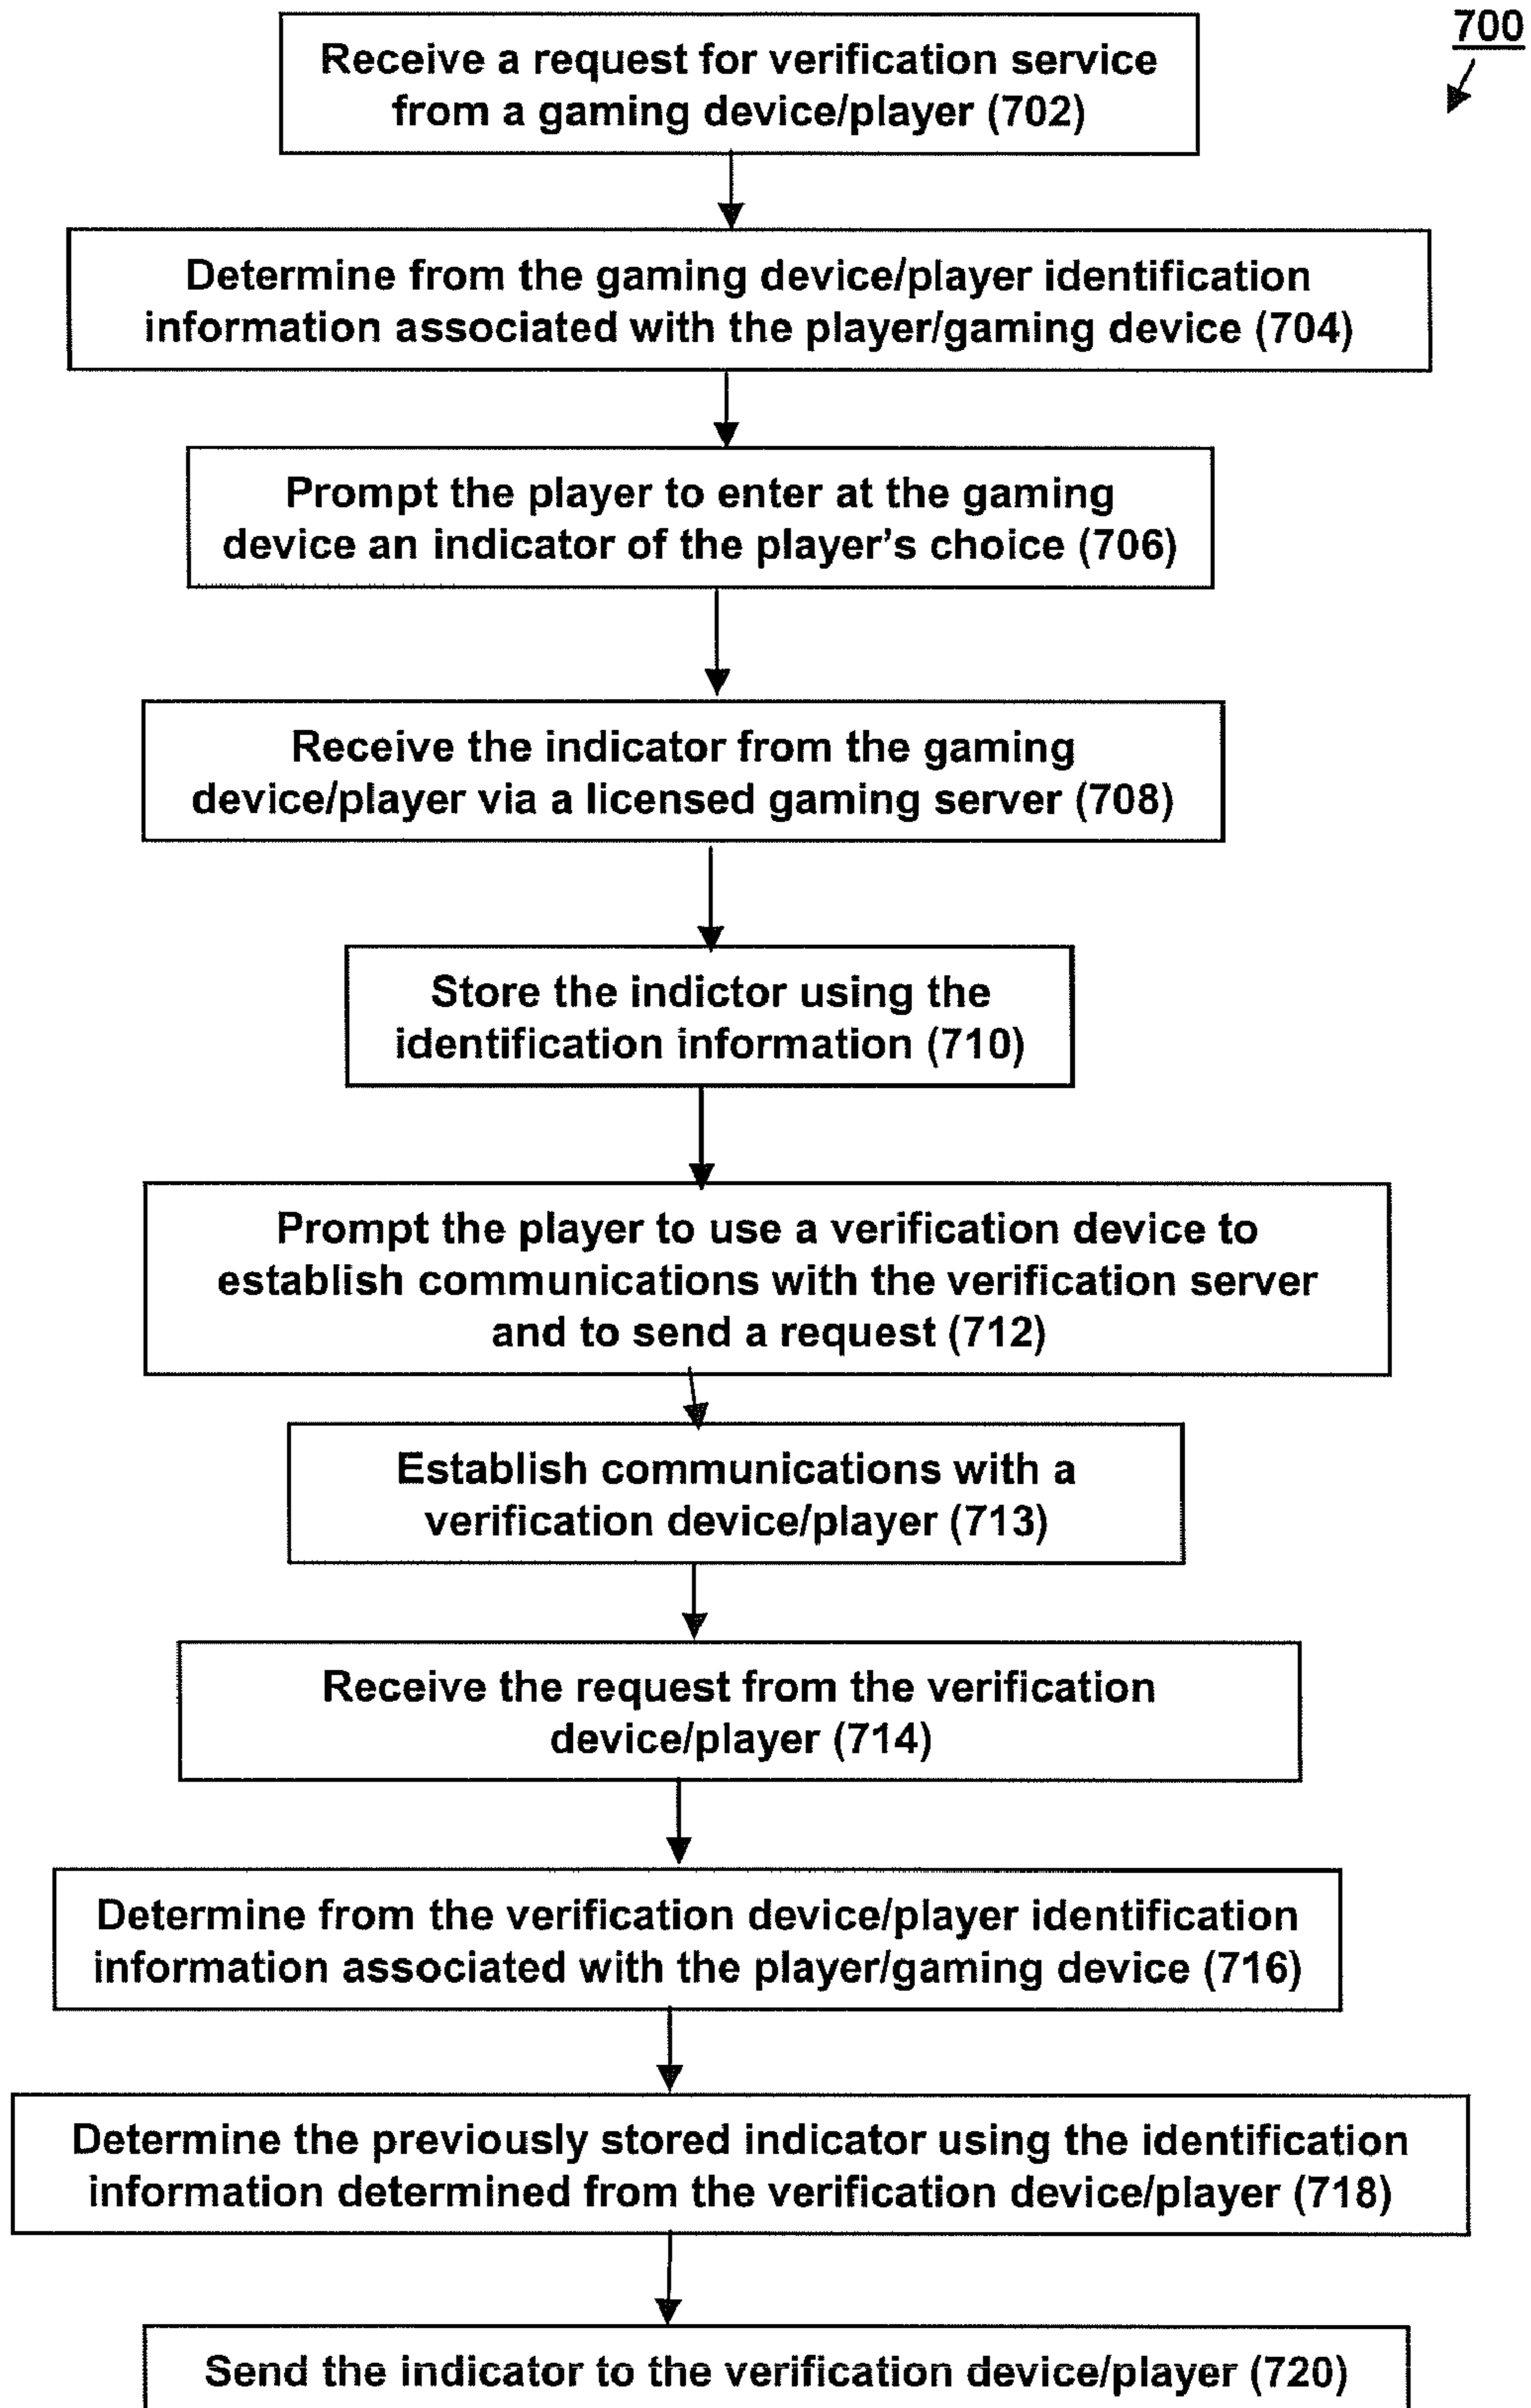 700
Receive a request for verification service
from a gaming device/player (702)
Determine from the gaming device/player identification
information associated with the player/gaming device (704)
Prompt the player to enter at the gaming
device an indicator of the player's choice (706)
Receive the indicator from the gaming
device/player via a licensed gaming server (708)
Store the indictor using the
identification information (710)
Prompt the player to use a verification device to
establish communications with the verification server
and to send a request (712)
Establish communications with a
verification device/player (713)
Receive the request from the verification
device/player (714)
Determine from the verification device/player identification
information associated with the player/gaming device (716)
Determine the previously stored indicator using the identification
information determined from the verification device/player (718)
Send the indicator to the verification device/player (720)